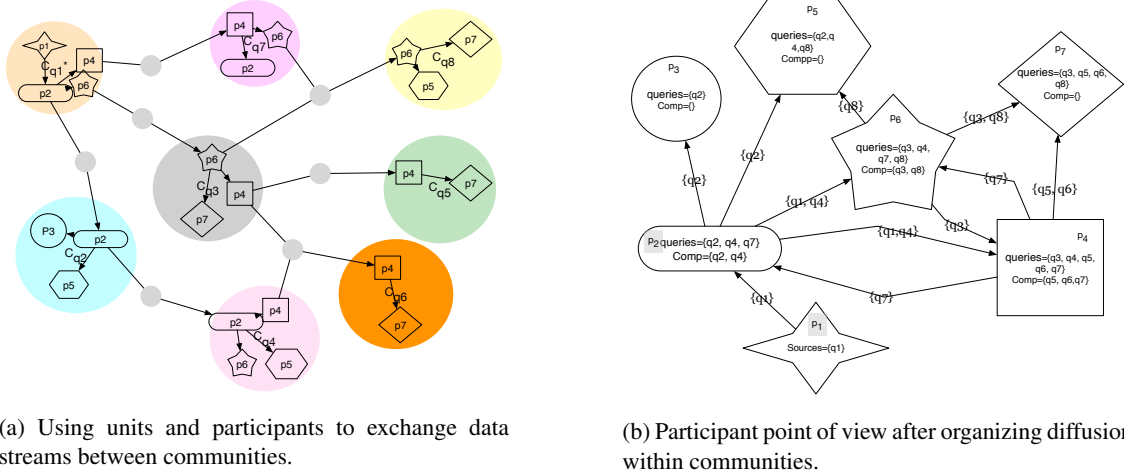 p1
C
q1*
p4
p2
p6
p4
C
q7
p6
p2
p7
p6
C
q8
p5
p6
C
q3
p4
p7
p4
C
q5
p7
P3
p2
C
q2
p5
p4
C
q6
p7
p4
p2
C
q4
p6
p5
p5
queries={q2,q
4,q8}
Compp={}
p3
queries={q2}
Comp={}
p7
queries={q3, q5, q6,
q8}
Comp={}
p6
queries={q3, q4,
q7, q8}
Comp={q3, q8}
{q8}
{q3, q8}
{q2}
{q2}
{q1, q4}
{q7}
{q5, q6}
{q3}
{q1,q4}
p2 queries={q2, q4, q7}
Comp={q2, q4}
p4
queries={q3, q4, q5,
q6, q7}
Comp={q5, q6,q7}
{q7}
{q1}
p1
Sources={q1}
(a) Using units and participants to exchange data
streams between communities.
(b) Participant point of view after organizing diffusion
within communities.